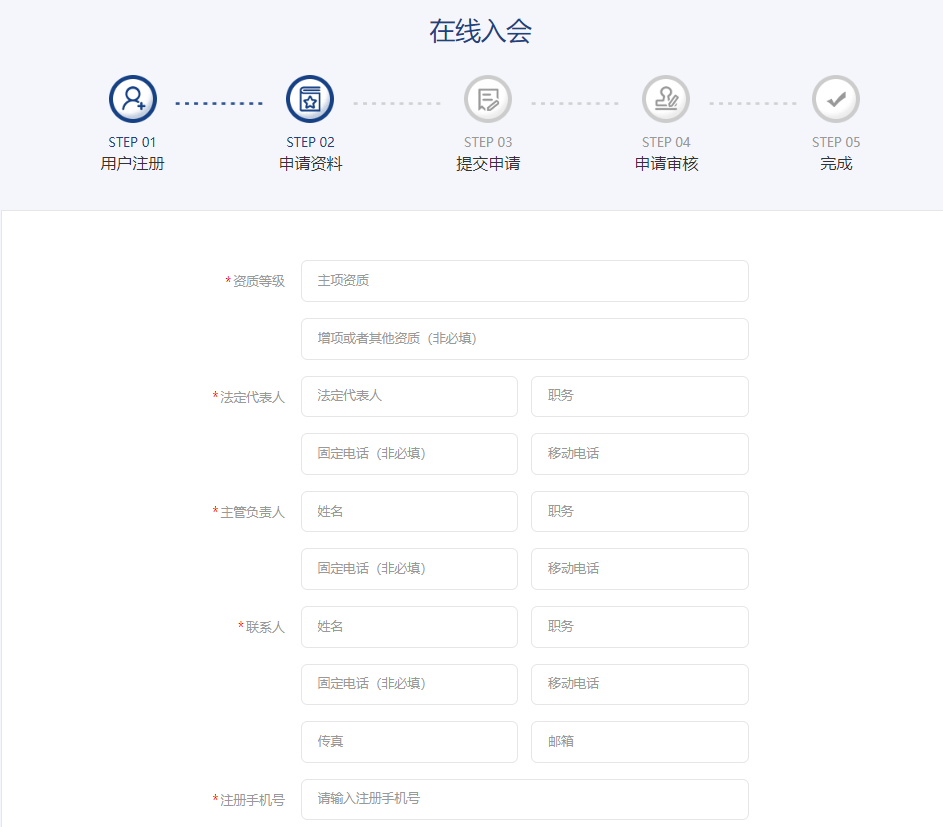 在线入会
STEP 01 STEP 02 STEP 03 STEP 04 STEP 05
用户注册 申请资料 提交申请 申请审核 完成
*资质等级 主项资质
增项或者其他资质（非必填）
*法定代表人 法定代表人 职务
固定电话（非必填） 移动电话
*主管负责人 姓名 职务
固定电话（非必填） 移动电话
*联系人 姓名 职务
固定电话（非必填） 移动电话
传真 邮箱
*注册手机号 请输入注册手机号